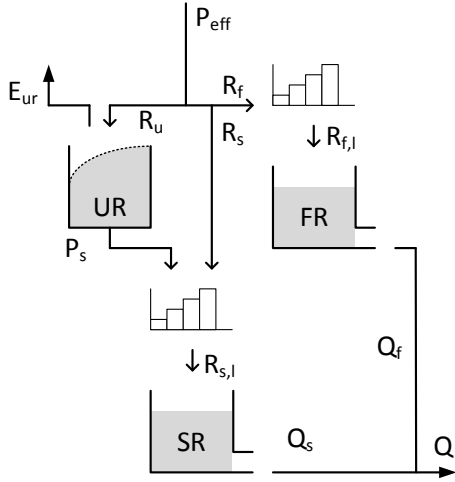 P_eff
E_ur
R_f
R_u
R_s
R_f,l
UR
FR
P_s
R_s,l
Q_f
SR
Q_s
Q